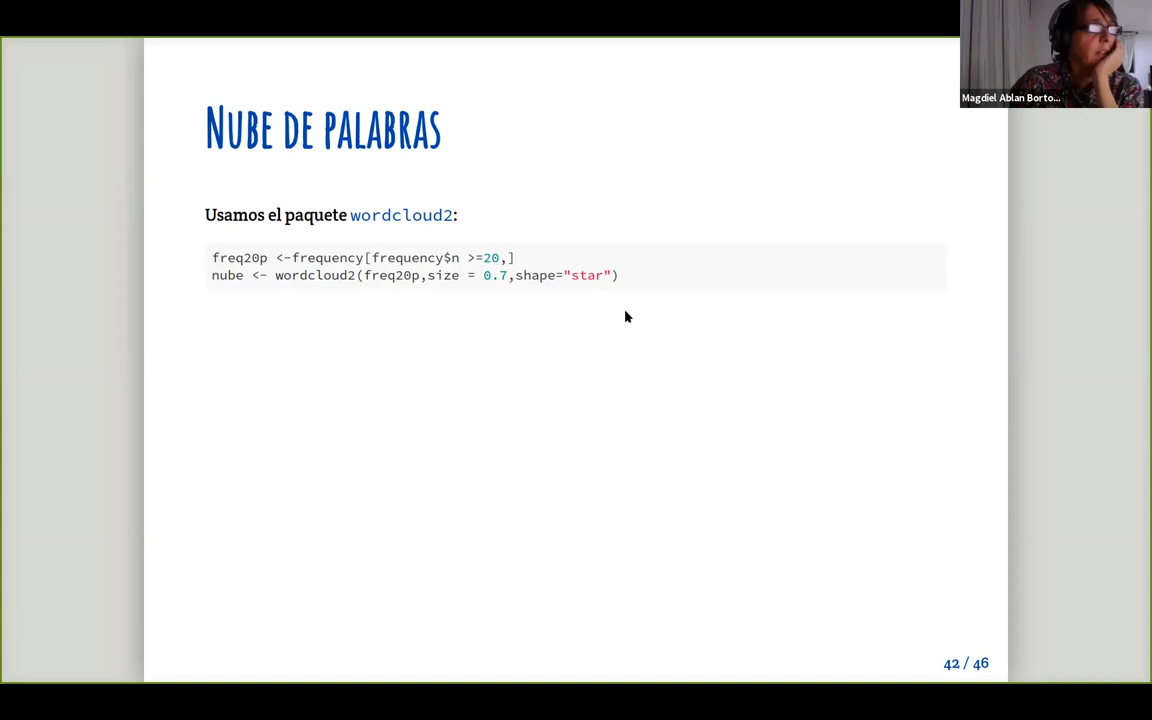 Magdiel Ablan Borto...
Nube de palabras
Usamos el paquete wordcloud2:
freq20p <-frequency[frequency$n >=20,]
nube <- wordcloud2(freq20p,size = 0.7,shape="star")
42 / 46